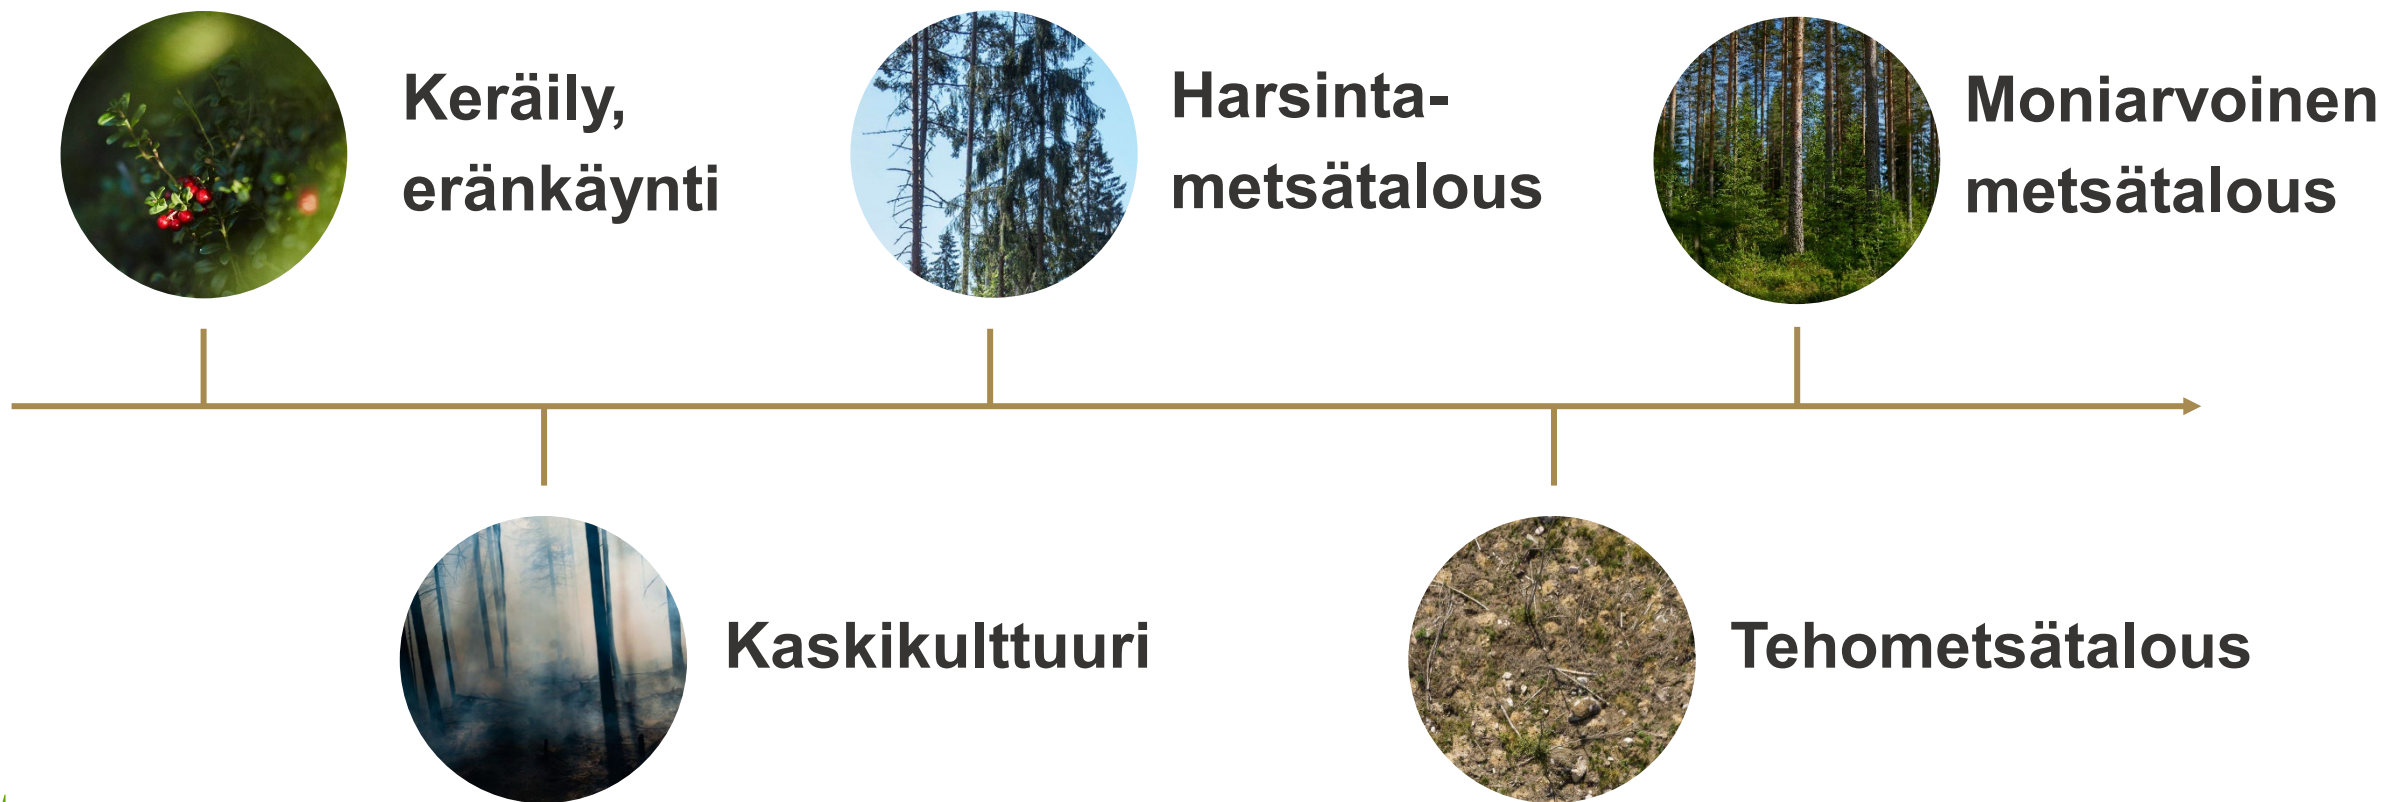 Keräily,
eränkäynti
Harsinta-
metsätalous
Moniarvoinen
metsätalous
Kaskikulttuuri
Tehometsätalous